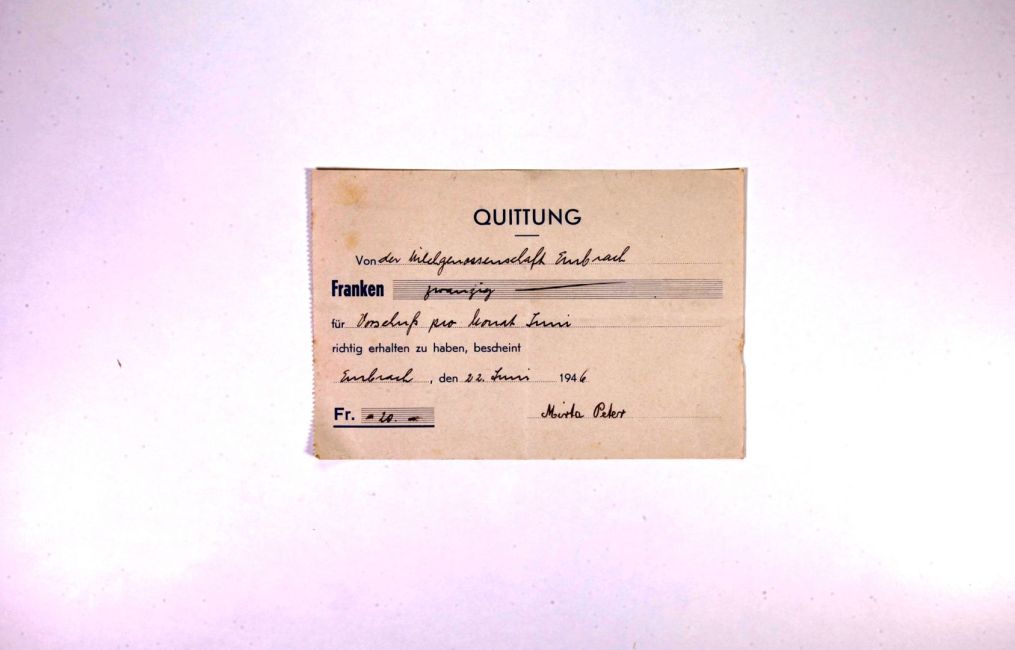 QUITTUNG
Von der Milchgenossenschaft Embrach
Franken zwanzig
für Vorschuß pro Monat Juni
richtig erhalten zu haben, bescheint
Embrach, den 22. Juni 1946
Fr. - 20. -
Mirta Peter